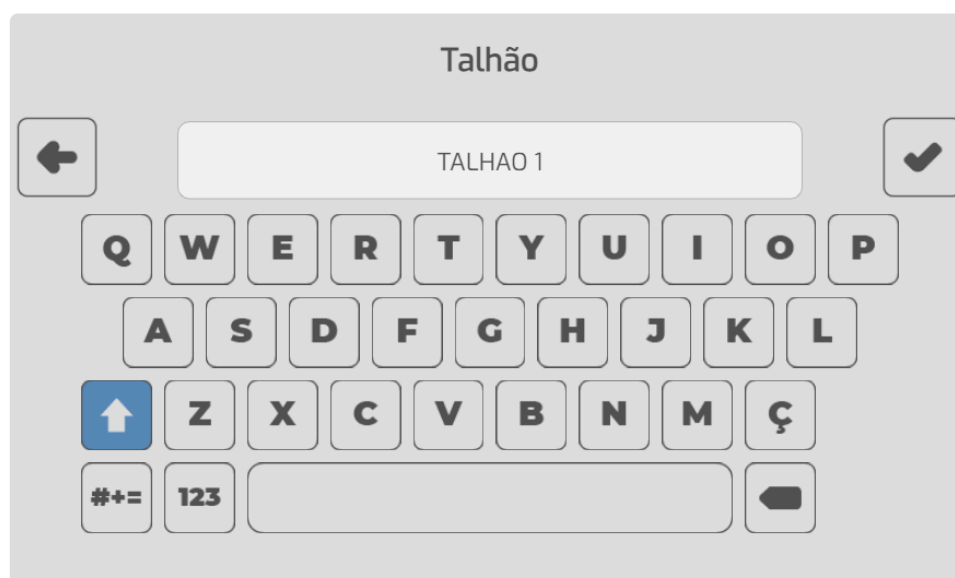 Talhão
TALHAO 1
Q W E R T Y U I O P
A S D F G H J K L
Z X C V B N M Ç
#+= 123